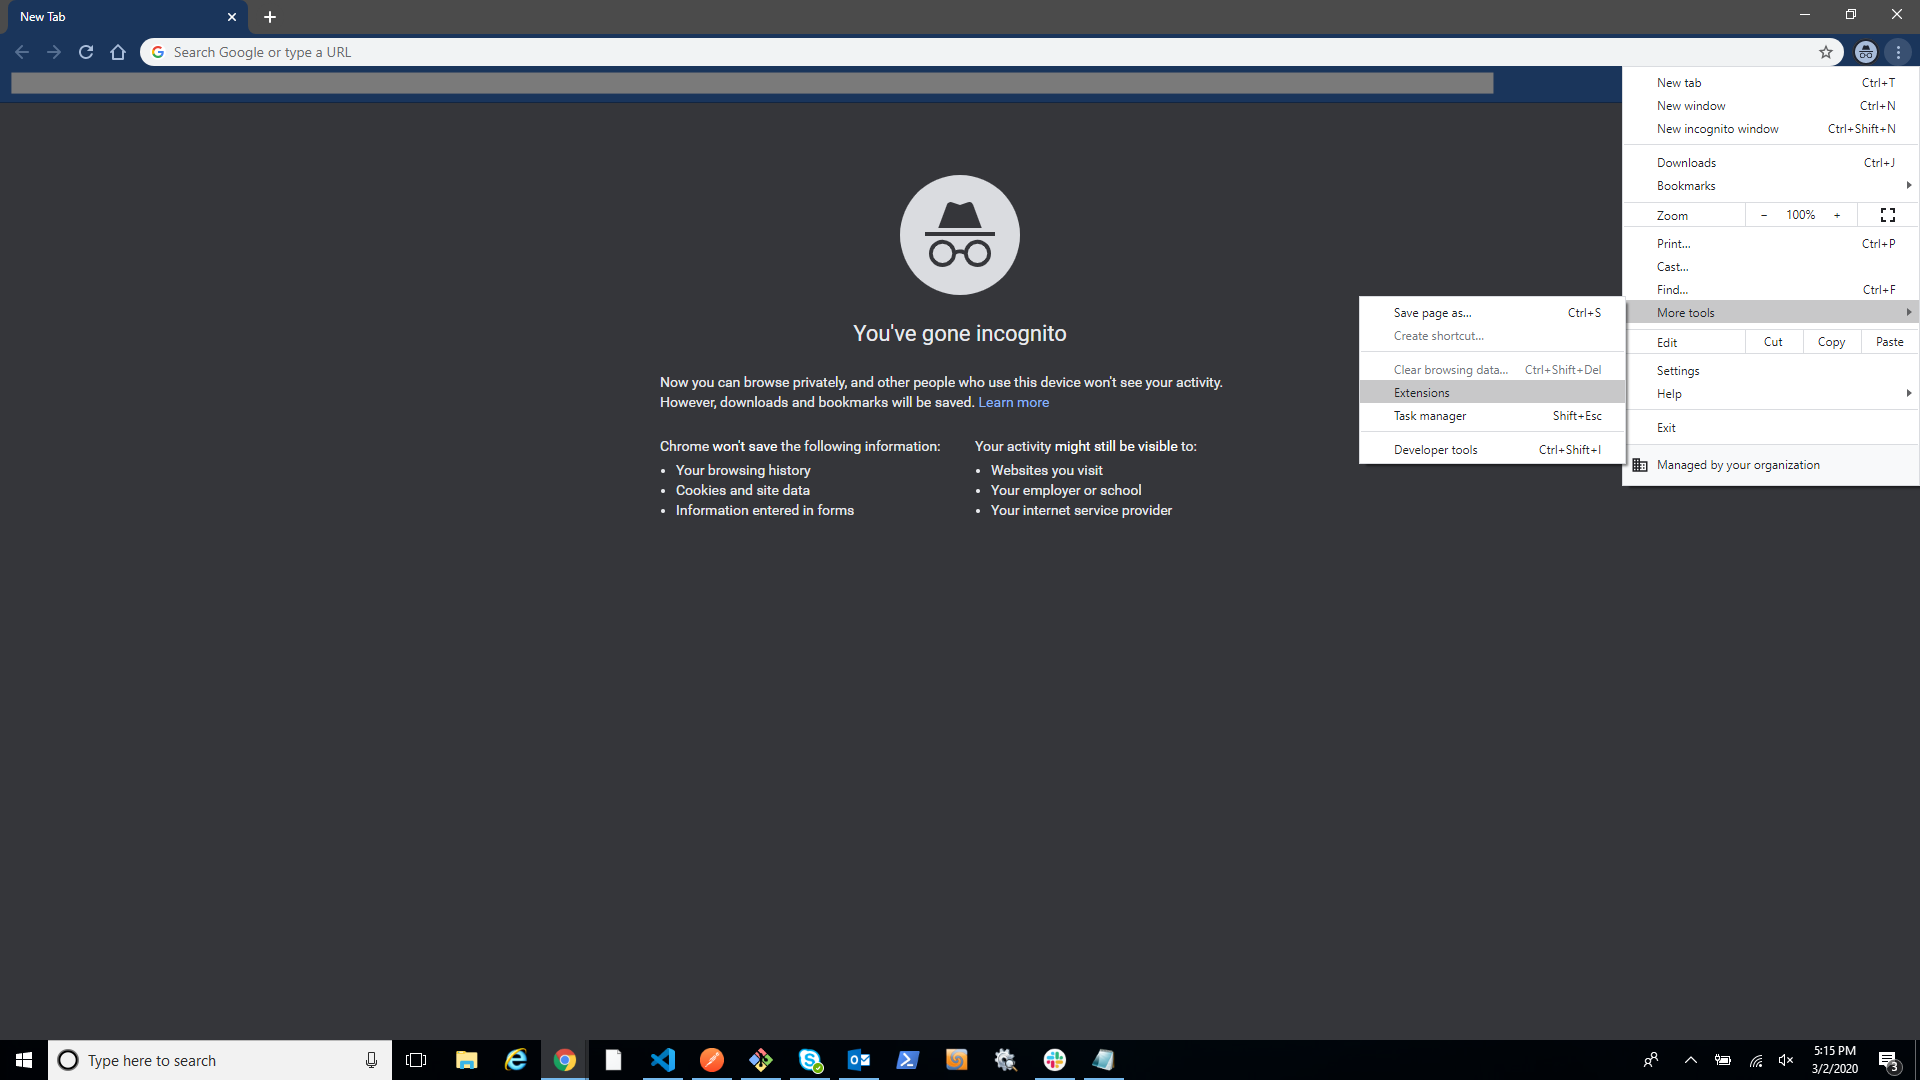 New Tab
Search Google or type a URL
New tab Ctrl+T
New window Ctrl+N
New incognito window Ctrl+Shift+N
Downloads Ctrl+J
Bookmarks
Zoom − 100% +
Print... Ctrl+P
Cast...
Find... Ctrl+F
More tools
Edit Cut Copy Paste
Settings
Help
Exit
Managed by your organization
Save page as... Ctrl+S
Create shortcut...
Clear browsing data... Ctrl+Shift+Del
Extensions
Task manager Shift+Esc
Developer tools Ctrl+Shift+I
You've gone incognito
Now you can browse privately, and other people who use this device won't see your activity.
However, downloads and bookmarks will be saved. Learn more
Chrome won't save the following information:
• Your browsing history
• Cookies and site data
• Information entered in forms
Your activity might still be visible to:
• Websites you visit
• Your employer or school
• Your internet service provider
Type here to search
5:15 PM
3/2/2020
3